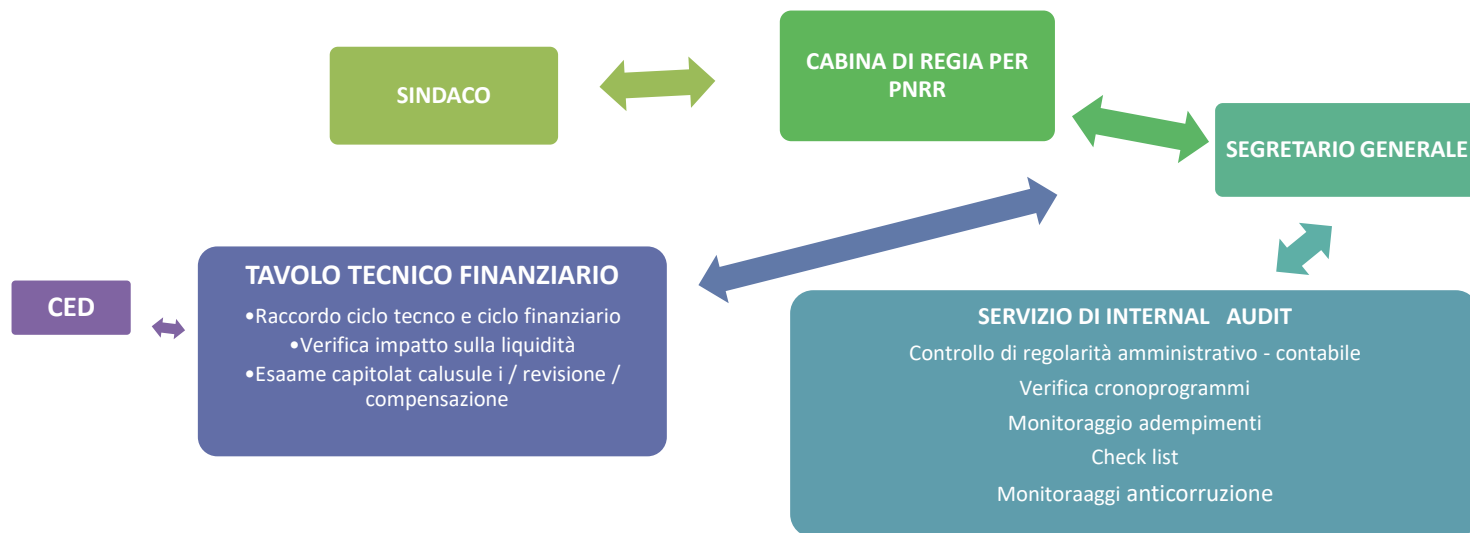 SINDACO
CABINA DI REGIA PER
PNRR
SEGRETARIO GENERALE
CED
TAVOLO TECNICO FINANZIARIO
•Raccordo ciclo tecnco e ciclo finanziario
•Verifica impatto sulla liquidità
•Esaame capitolat calusule i / revisione /
compensazione
SERVIZIO DI INTERNAL AUDIT
Controllo di regolarità amministrativo - contabile
Verifica cronoprogrammi
Monitoraggio adempimenti
Check list
Monitoraaggi anticorruzione